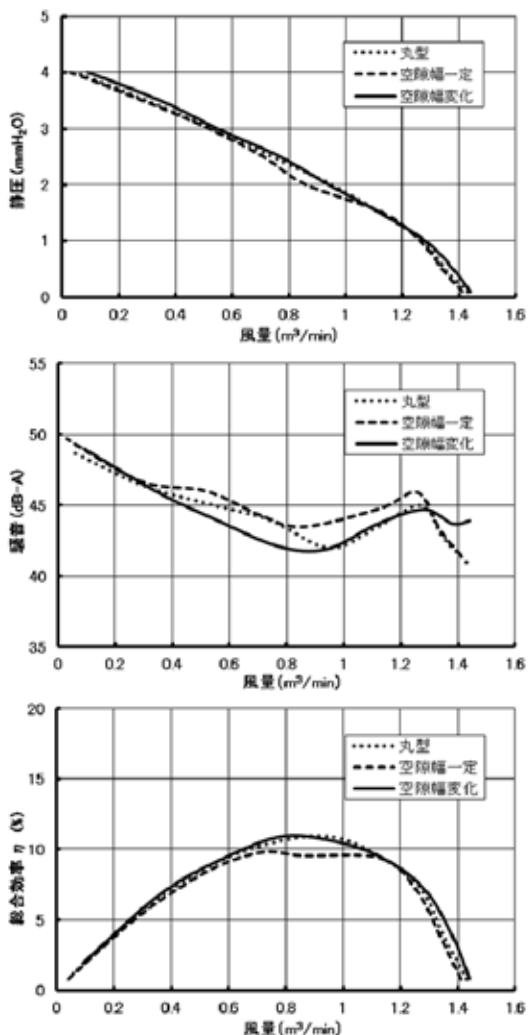 5
4
3
2
1
0
静圧(mmH₂O)
丸型
空隙幅一定
空隙幅変化
0 0.2 0.4 0.6 0.8 1 1.2 1.4 1.6
風量(m³/min)
55
50
45
40
35
騒音(dB-A)
丸型
空隙幅一定
空隙幅変化
0 0.2 0.4 0.6 0.8 1 1.2 1.4 1.6
風量(m³/min)
20
15
10
5
0
総合効率 η (%)
丸型
空隙幅一定
空隙幅変化
0 0.2 0.4 0.6 0.8 1 1.2 1.4 1.6
風量(m³/min)